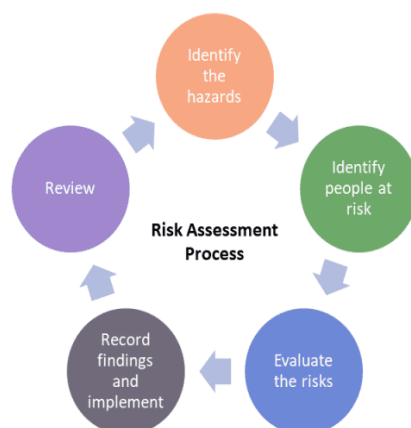 Identify
the
hazards
Identify
people at
risk
Evaluate
the risks
Record
findings
and
implement
Review
Risk Assessment
Process